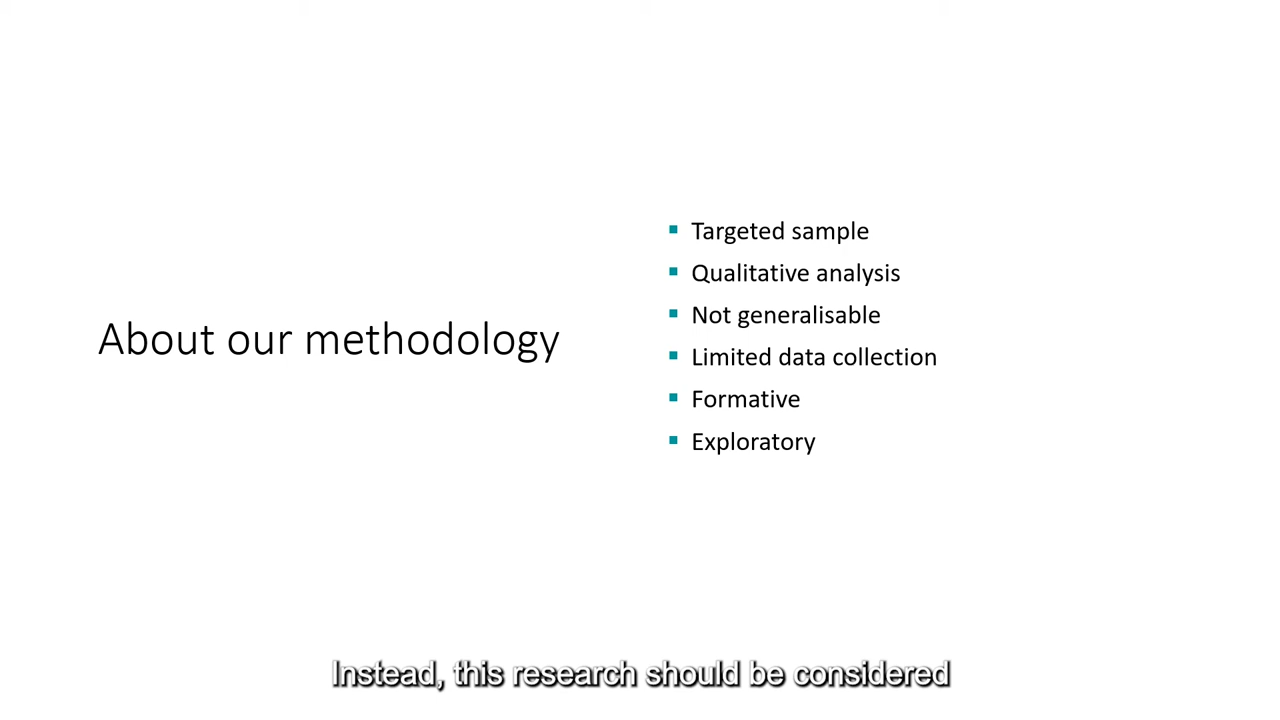 About our methodology
Targeted sample
Qualitative analysis
Not generalisable
Limited data collection
Formative
Exploratory
Instead, this research should be considered